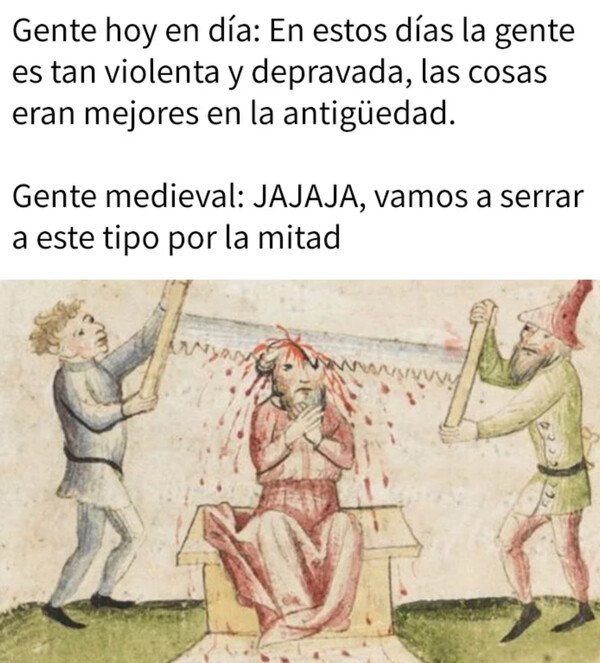 Gente hoy en día: En estos días la gente
es tan violenta y depravada, las cosas
eran mejores en la antigüedad.
Gente medieval: JAJAJA, vamos a serrar
a este tipo por la mitad